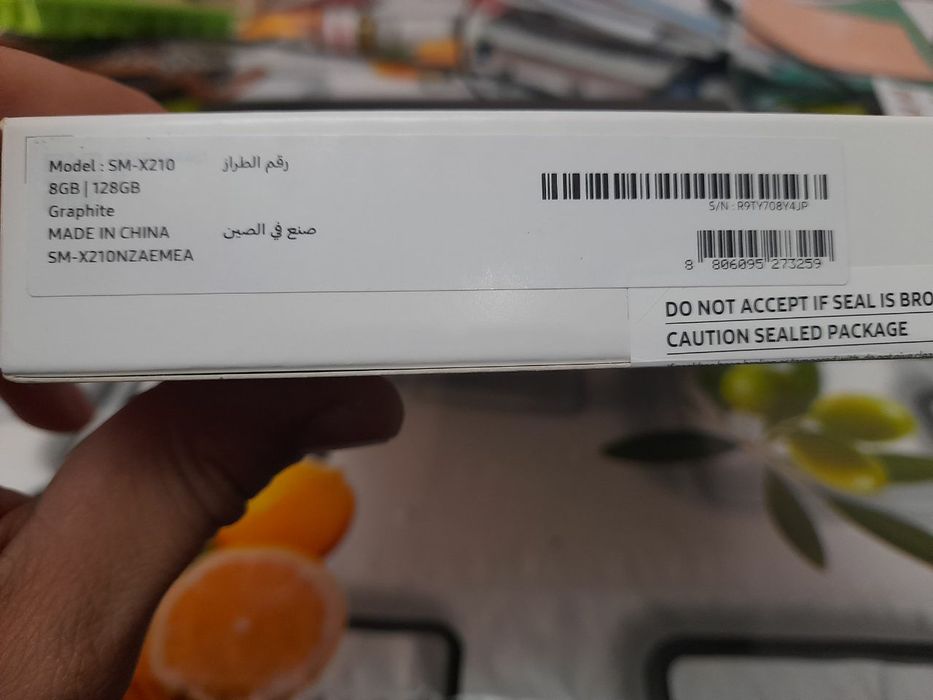 Model : SM-X210 رقم الطراز
8GB | 128GB
Graphite
MADE IN CHINA صنع في الصين
SM-X210NZAEMEA
S/N : R9TY708Y4JP
8 806095 273259
DO NOT ACCEPT IF SEAL IS BRO
CAUTION SEALED PACKAGE